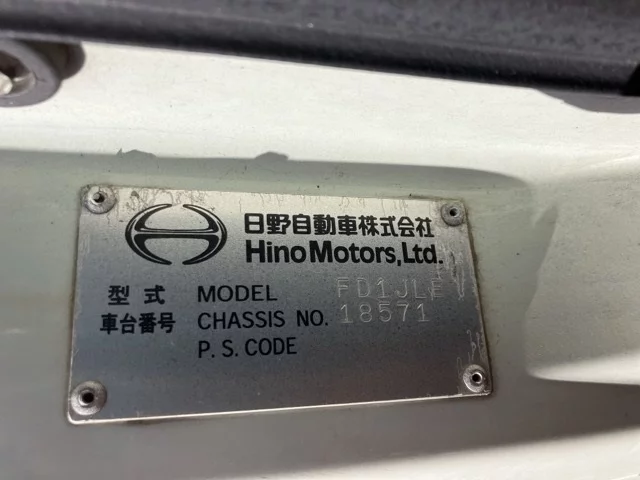 日野自動車株式会社
Hino Motors, Ltd.
型式 MODEL FD1JLE V
車台番号 CHASSIS NO. 18571
P. S. CODE